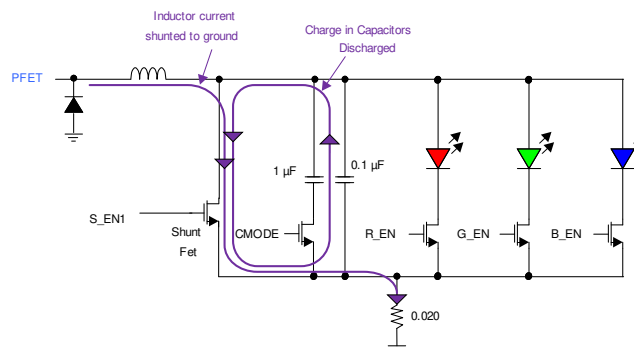 Inductor current
shunted to ground
Charge in Capacitors
Discharged
PFET
1 µF
0.1 µF
S_EN1
Shunt
Fet
CMODE
R_EN
G_EN
B_EN
0.020